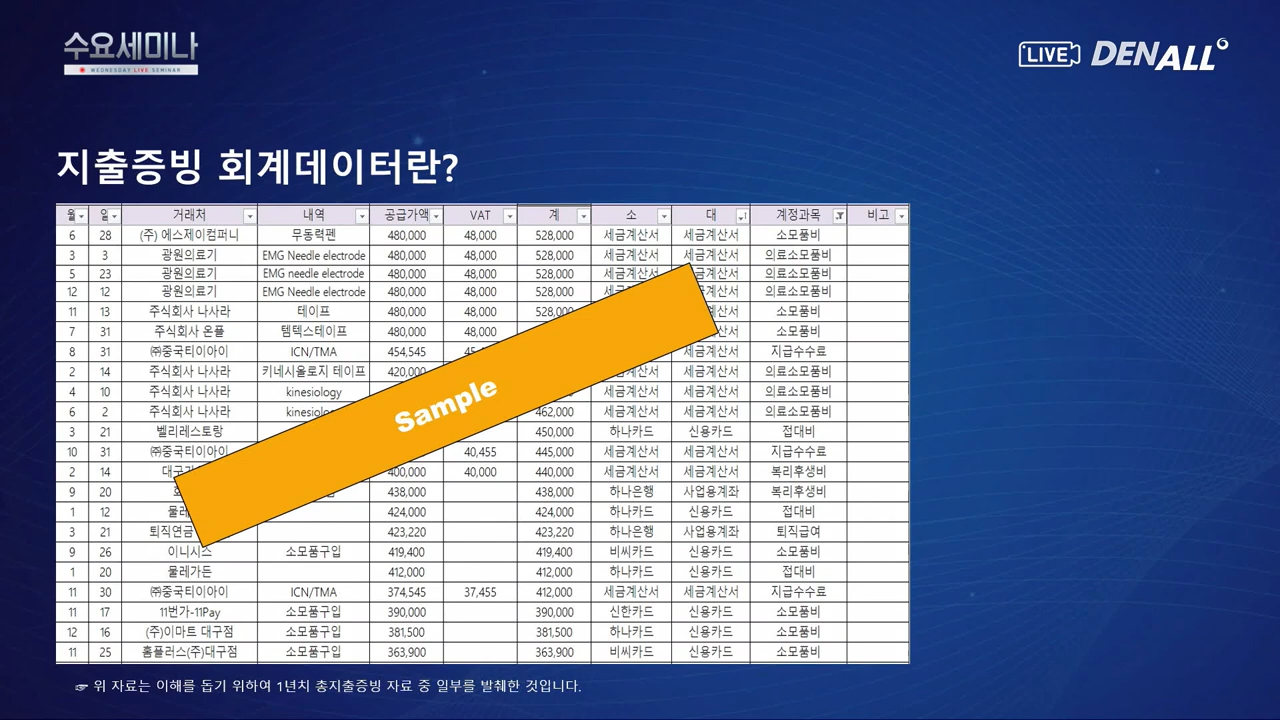 수요세미나
WEDNESDAY LIVE SEMINAR
LIVE DENALL
지출증빙 회계데이터란?
월 일 거래처 내역 공급가액 VAT 계 소 대 계정과목 비고
6 28 (주) 에스제이컴퍼니 무동력펜 480,000 48,000 528,000 세금계산서 세금계산서 소모품비
3 3 광원의료기 EMG Needle electrode 480,000 48,000 528,000 세금계산서 세금계산서 의료소모품비
5 23 광원의료기 EMG needle electrode 480,000 48,000 528,000 세금계산서 세금계산서 의료소모품비
12 12 광원의료기 EMG Needle electrode 480,000 48,000 528,000 세금계산서 의료소모품비
11 13 주식회사 나사라 테이프 480,000 48,000 528,000 소모품비
7 31 주식회사 온플 템텍스테이프 480,000 48,000 소모품비
8 31 ㈜중국티이아이 ICN/TMA 454,545 세금계산서 지급수수료
2 14 주식회사 나사라 키네시올로지 테이프 420,000 세금계산서 의료소모품비
4 10 주식회사 나사라 kinesiology 세금계산서 세금계산서 의료소모품비
6 2 주식회사 나사라 462,000 세금계산서 세금계산서 의료소모품비
3 21 벨리레스토랑 450,000 하나카드 신용카드 접대비
10 31 ㈜중국티이아이 40,455 445,000 세금계산서 세금계산서 지급수수료
2 14 400,000 40,000 440,000 세금계산서 세금계산서 복리후생비
9 20 438,000 438,000 하나은행 사업용계좌 복리후생비
1 12 424,000 424,000 하나카드 신용카드 접대비
3 21 퇴직연금 423,220 423,220 하나은행 사업용계좌 퇴직급여
9 26 이니시스 소모품구입 419,400 419,400 비씨카드 신용카드 소모품비
1 20 물레가든 412,000 412,000 하나카드 신용카드 접대비
11 30 ㈜중국티이아이 ICN/TMA 374,545 37,455 412,000 세금계산서 세금계산서 지급수수료
11 17 11번가-11Pay 소모품구입 390,000 390,000 신한카드 신용카드 소모품비
12 16 (주)이마트 대구점 소모품구입 381,500 381,500 하나카드 신용카드 소모품비
11 25 홈플러스(주)대구점 소모품구입 363,900 363,900 비씨카드 신용카드 소모품비
Sample
☞ 위 자료는 이해를 돕기 위하여 1년치 총지출증빙 자료 중 일부를 발췌한 것입니다.